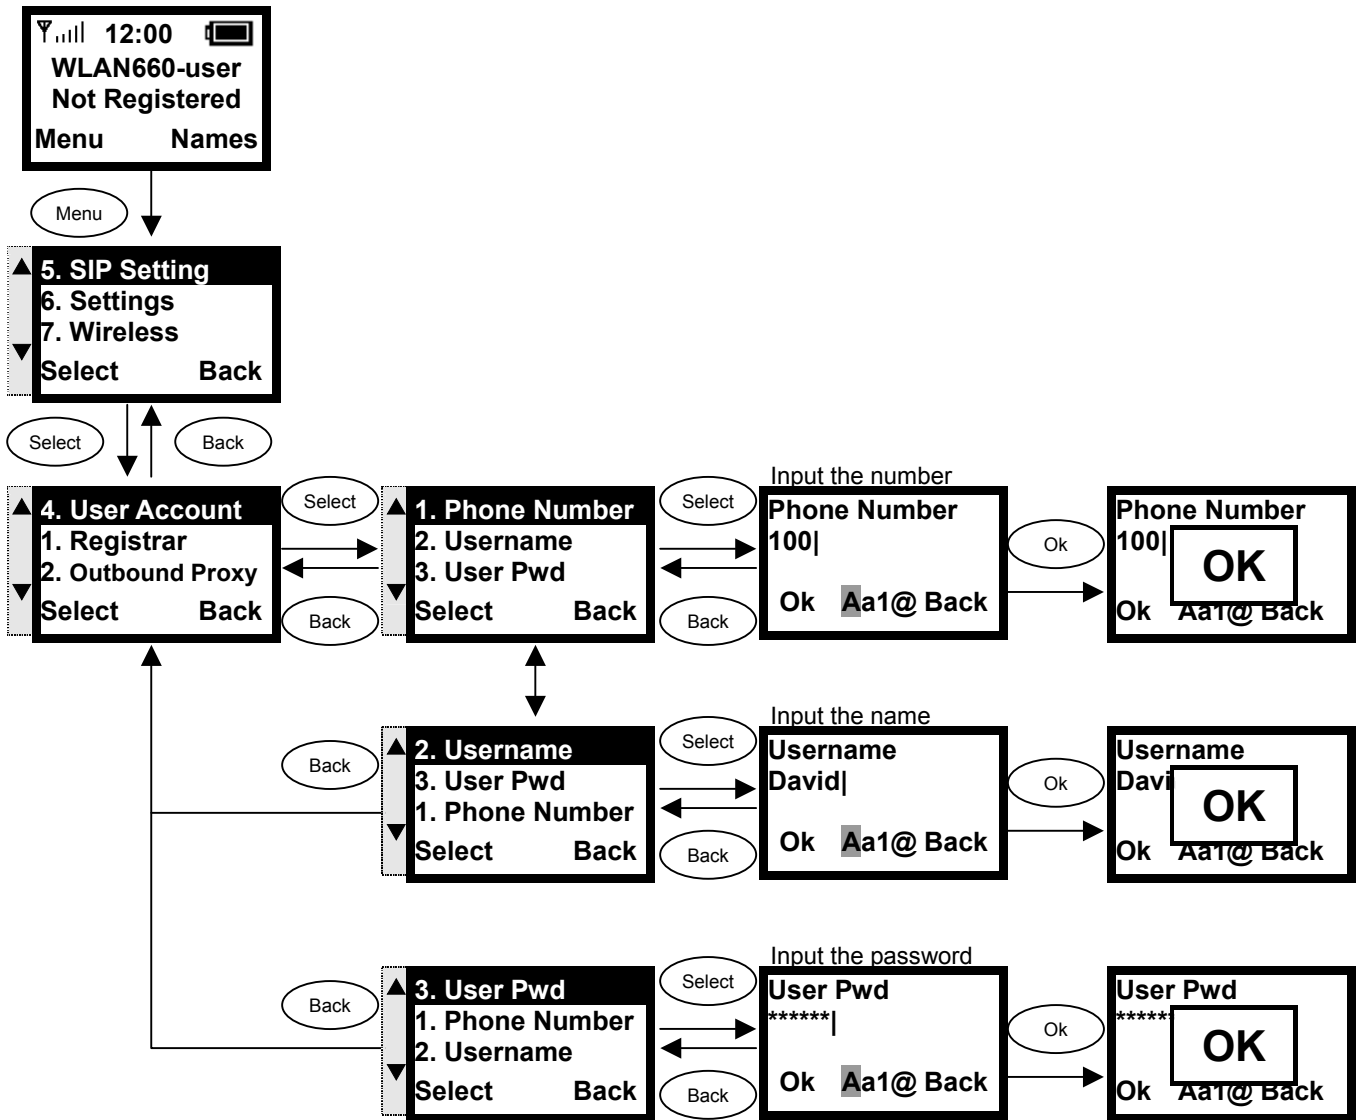 12:00
WLAN660-user
Not Registered
Menu Names
Menu
5. SIP Setting
6. Settings
7. Wireless
Select Back
Select Back
4. User Account
1. Registrar
2. Outbound Proxy
Select Back
Select
Back
1. Phone Number
2. Username
3. User Pwd
Select Back
Select
Back
Input the number
Phone Number
100|
Ok Aa1@ Back
Ok
Phone Number
100|
OK
Ok Aa1@ Back
Back
2. Username
3. User Pwd
1. Phone Number
Select Back
Select
Back
Input the name
Username
David|
Ok Aa1@ Back
Ok
Username
Davi
OK
Ok Aa1@ Back
Back
3. User Pwd
1. Phone Number
2. Username
Select Back
Select
Back
Input the password
User Pwd
******|
Ok Aa1@ Back
Ok
User Pwd
******
OK
Ok Aa1@ Back